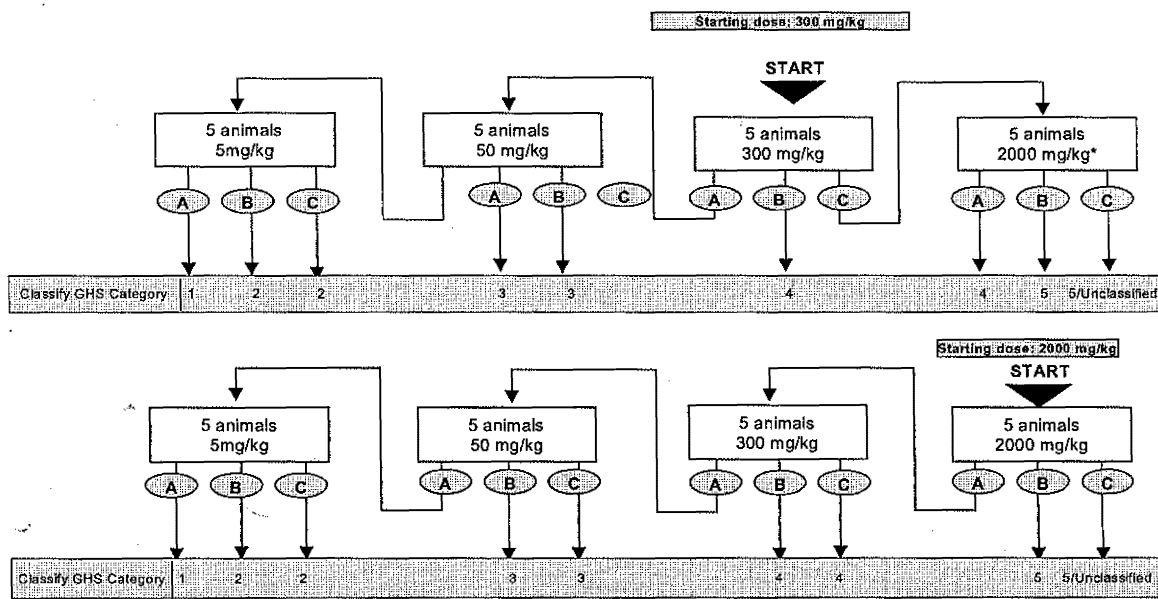 Starting dose: 300 mg/kg
START
5 animals
5mg/kg
5 animals
50 mg/kg
5 animals
300 mg/kg
5 animals
2000 mg/kg*
A B C A B C A B C A B C
Classify GHS Category 1 2 2 3 3 4 4 5 5/Unclassified
Starting dose: 2000 mg/kg
START
5 animals
5mg/kg
5 animals
50 mg/kg
5 animals
300 mg/kg
5 animals
2000 mg/kg
A B C A B C A B C A B C
Classify GHS Category 1 2 2 3 3 4 4 5 5/Unclassified